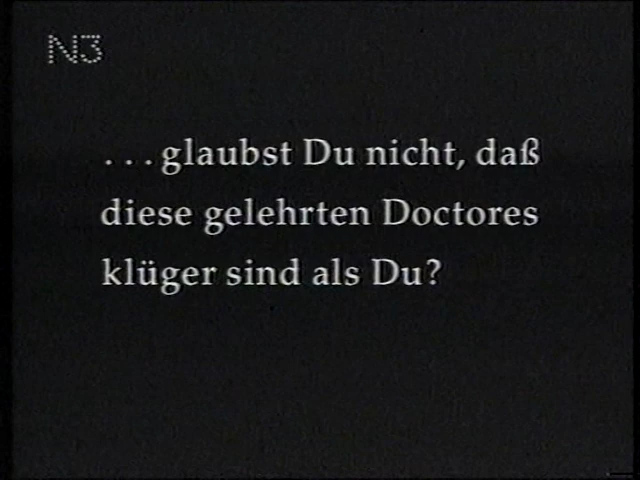 N3
...glaubst Du nicht, daß
diese gelehrten Doctores
klüger sind als Du?